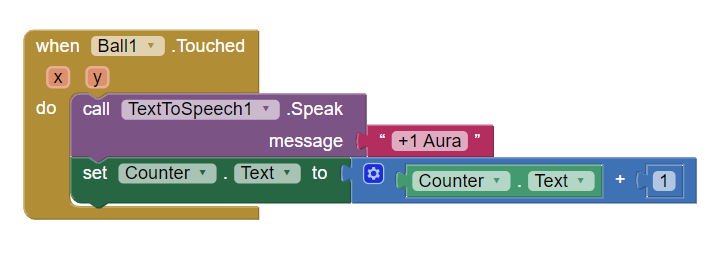 when Ball1 .Touched
x y
do call TextToSpeech1 .Speak
message “ +1 Aura ”
set Counter . Text to Counter . Text + 1